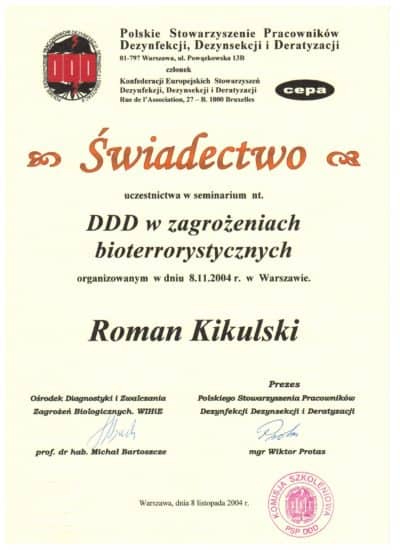 Polskie Stowarzyszenie Pracowników
Dezynfekcji, Dezynsekcji i Deratyzacji
01-797 Warszawa, ul. Powązkowska 13B
członek
Konfederacji Europejskich Stowarzyszeń
Dezynfekcji, Dezynsekcji i Deratyzacji
Rue de l'Association, 27 – B. 1000 Bruxelles
DDD
cepa
Świadectwo
uczestnictwa w seminarium nt.
DDD w zagrożeniach
bioterrorystycznych
organizowanym w dniu 8.11.2004 r. w Warszawie.
Roman Kikulski
Ośrodek Diagnostyki i Zwalczania
Zagrożeń Biologicznych. WIHiE
prof. dr hab. Michał Bartoszcze
Prezes
Polskiego Stowarzyszenia Pracowników
Dezynfekcji Dezynsekcji i Deratyzacji
mgr Wiktor Protas
Warszawa, dnia 8 listopada 2004 r.
KOMISJA SZKOLENIOWA
PSP DDD